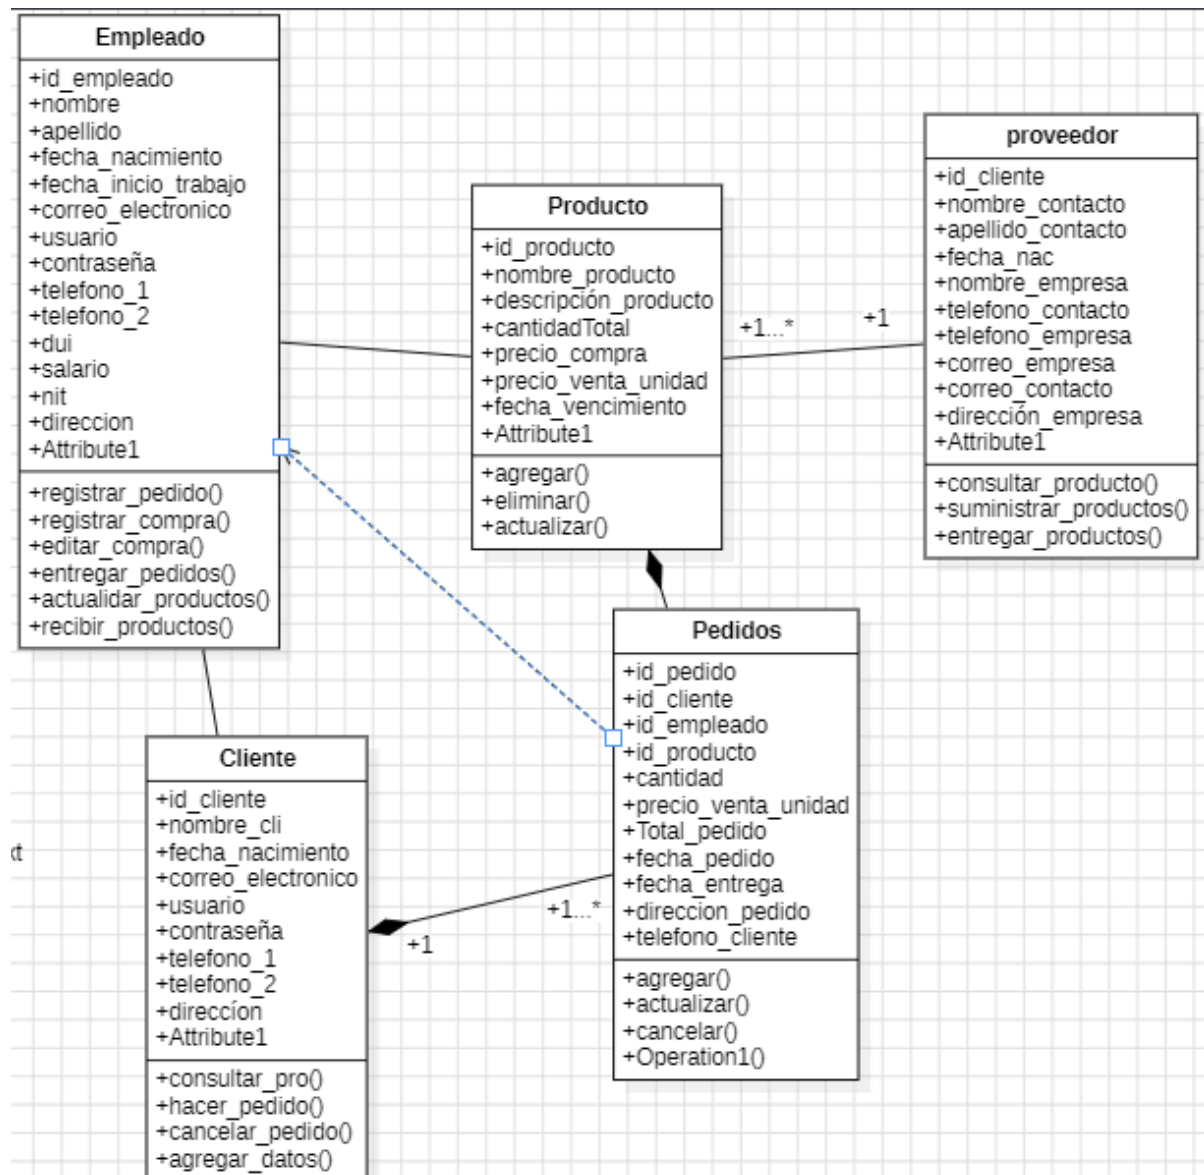 Empleado
+id_empleado
+nombre
+apellido
+fecha_nacimiento
+fecha_inicio_trabajo
+correo_electronico
+usuario
+contraseña
+telefono_1
+telefono_2
+dui
+salario
+nit
+direccion
+Attribute1
+registrar_pedido()
+registrar_compra()
+editar_compra()
+entregar_pedidos()
+actualidar_productos()
+recibir_productos()
Producto
+id_producto
+nombre_producto
+descripción_producto
+cantidadTotal
+precio_compra
+precio_venta_unidad
+fecha_vencimiento
+Attribute1
+agregar()
+eliminar()
+actualizar()
+1...*
+1
proveedor
+id_cliente
+nombre_contacto
+apellido_contacto
+fecha_nac
+nombre_empresa
+telefono_contacto
+telefono_empresa
+correo_empresa
+correo_contacto
+dirección_empresa
+Attribute1
+consultar_producto()
+suministrar_productos()
+entregar_productos()
Cliente
+id_cliente
+nombre_cli
+fecha_nacimiento
+correo_electronico
+usuario
+contraseña
+telefono_1
+telefono_2
+direccíon
+Attribute1
+consultar_pro()
+hacer_pedido()
+cancelar_pedido()
+agregar_datos()
+1
+1...*
Pedidos
+id_pedido
+id_cliente
+id_empleado
+id_producto
+cantidad
+precio_venta_unidad
+Total_pedido
+fecha_pedido
+fecha_entrega
+direccion_pedido
+telefono_cliente
+agregar()
+actualizar()
+cancelar()
+Operation1()